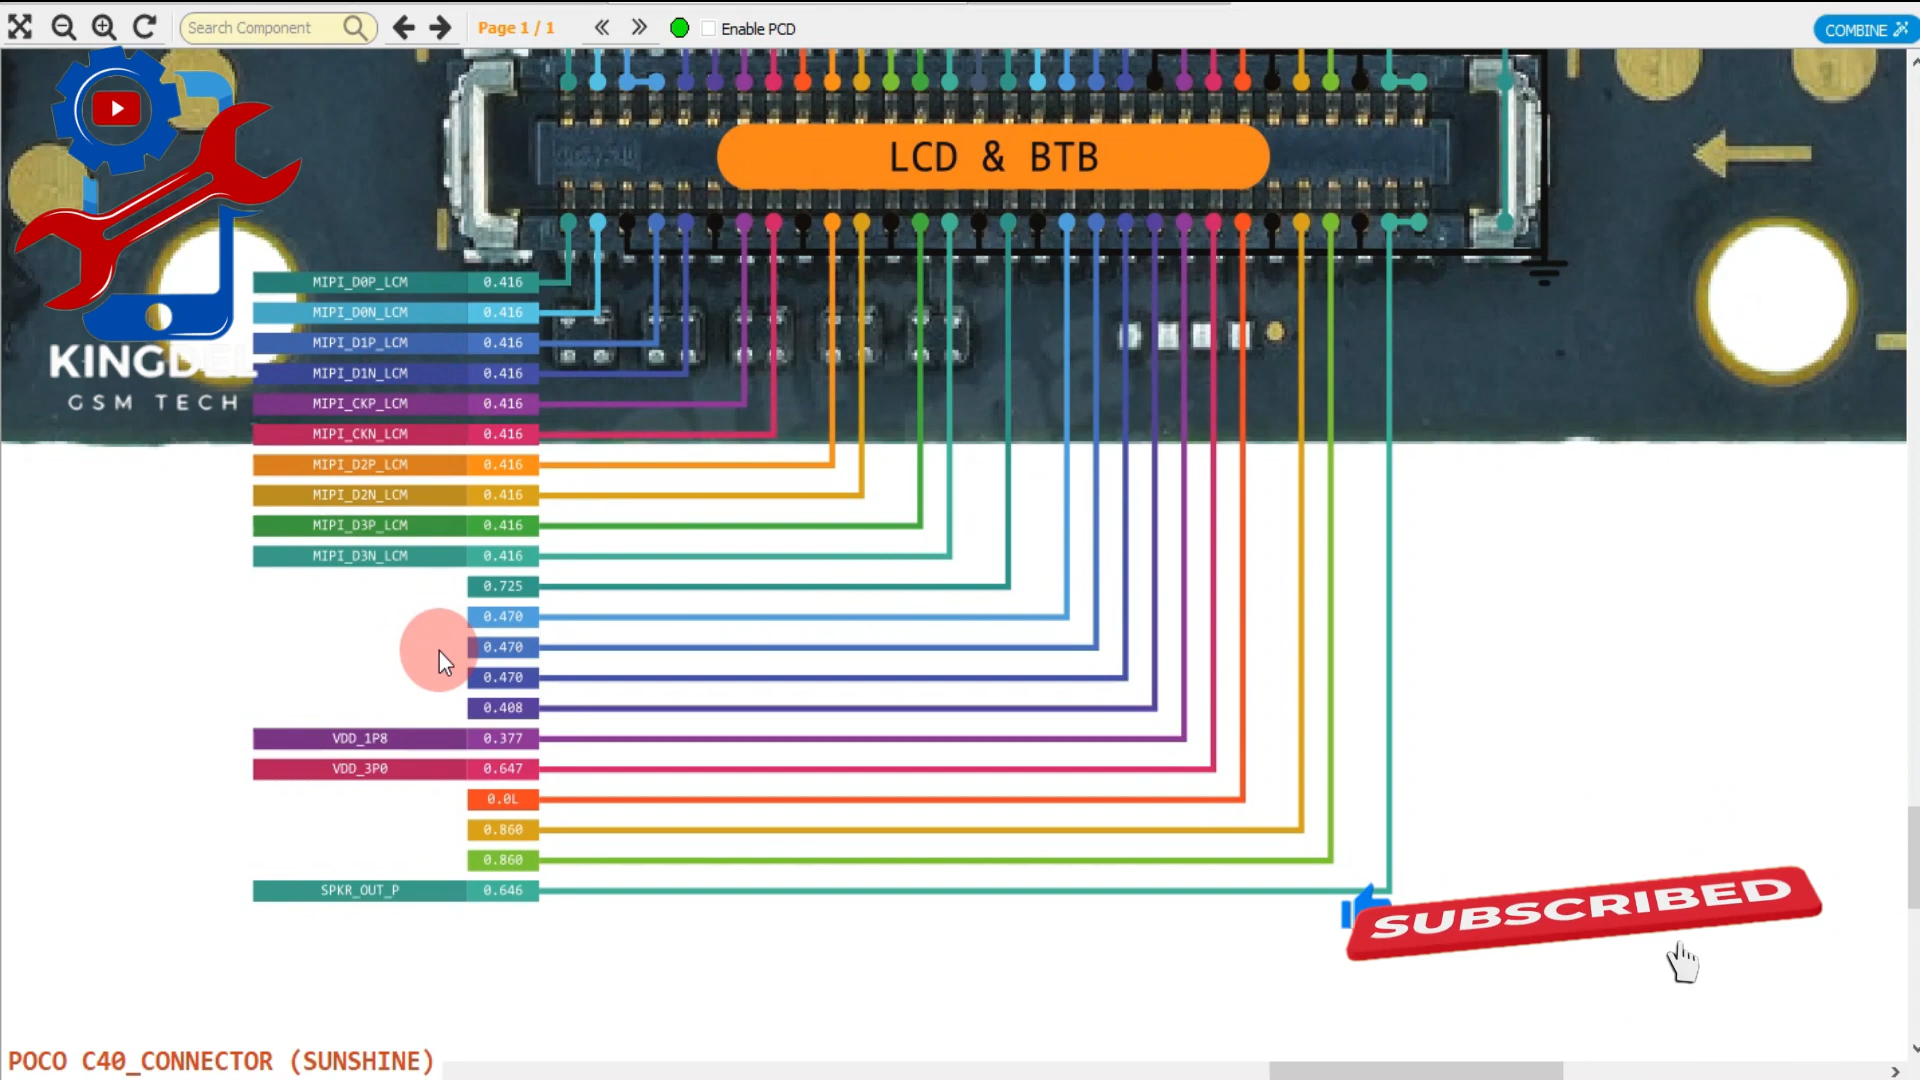 Search Component
Page 1 / 1
Enable PCD
COMBINE
LCD & BTB
MIPI_D0P_LCM 0.416
MIPI_D0N_LCM 0.416
MIPI_D1P_LCM 0.416
KINGDEL
MIPI_D1N_LCM 0.416
GSM TECH
MIPI_CKP_LCM 0.416
MIPI_CKN_LCM 0.416
MIPI_D2P_LCM 0.416
MIPI_D2N_LCM 0.416
MIPI_D3P_LCM 0.416
MIPI_D3N_LCM 0.416
0.725
0.470
0.470
0.470
0.408
VDD_1P8 0.377
VDD_3P0 0.647
0.0L
0.860
0.860
SPKR_OUT_P 0.646
SUBSCRIBED
POCO C40_CONNECTOR (SUNSHINE)